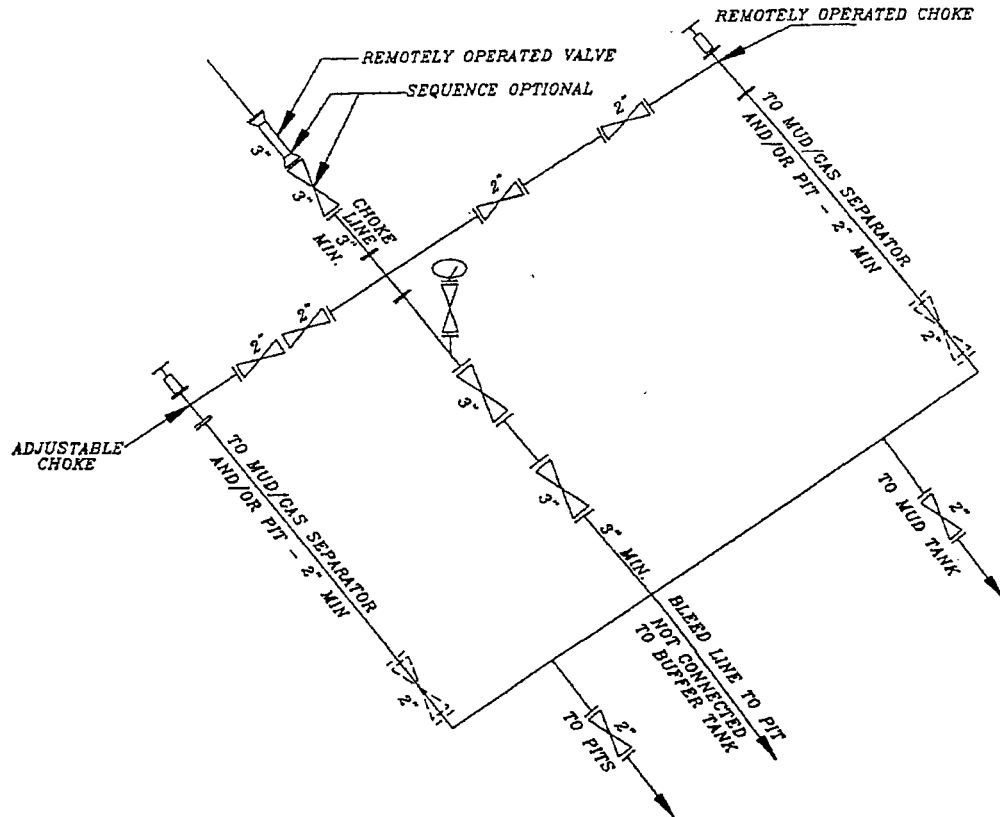 REMOTELY OPERATED CHOKE
REMOTELY OPERATED VALVE
SEQUENCE OPTIONAL
3"
3"
CHOKE
LINE
3"
MIN.
2"
2"
TO MUD/GAS SEPARATOR
AND/OR PIT - 2" MIN
2"
2"
2"
ADJUSTABLE
CHOKE
TO MUD/GAS SEPARATOR
AND/OR PIT - 2" MIN
2"
3"
3"
3" MIN.
BLEED LINE TO PIT
NOT CONNECTED
TO BUFFER TANK
2"
TO MUD TANK
2"
TO PITS